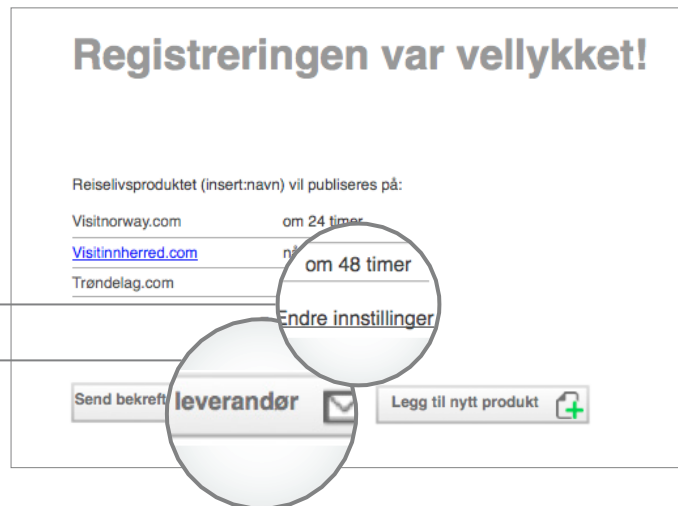 Registreringen var vellykket!
Reiselivsproduktet (insert:navn) vil publiseres på:
Visitnorway.com om 24 timer
Visitinnherred.com
Trøndelag.com om 48 timer
Endre innstillinger
Send bekreft leverandør
Legg til nytt produkt